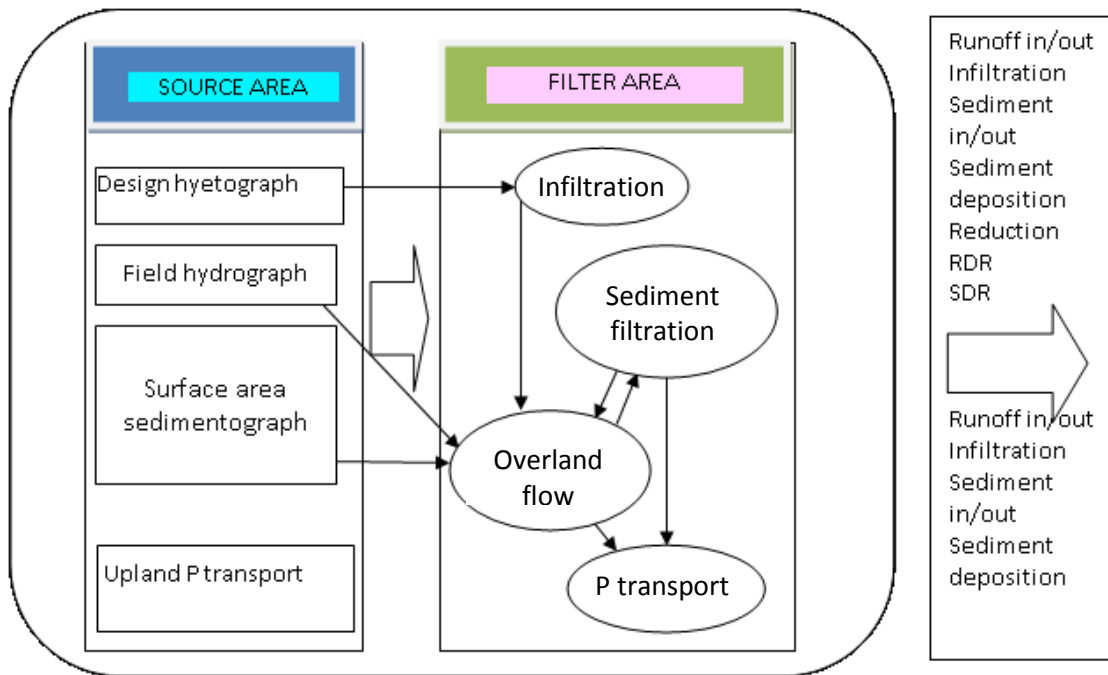 SOURCE AREA
Design hyetograph
Field hydrograph
Surface area
sedimentograph
Upland P transport
FILTER AREA
Infiltration
Sediment
filtration
Overland
flow
P transport
Runoff in/out
Infiltration
Sediment
in/out
Sediment
deposition
Reduction
RDR
SDR
Runoff in/out
Infiltration
Sediment
in/out
Sediment
deposition